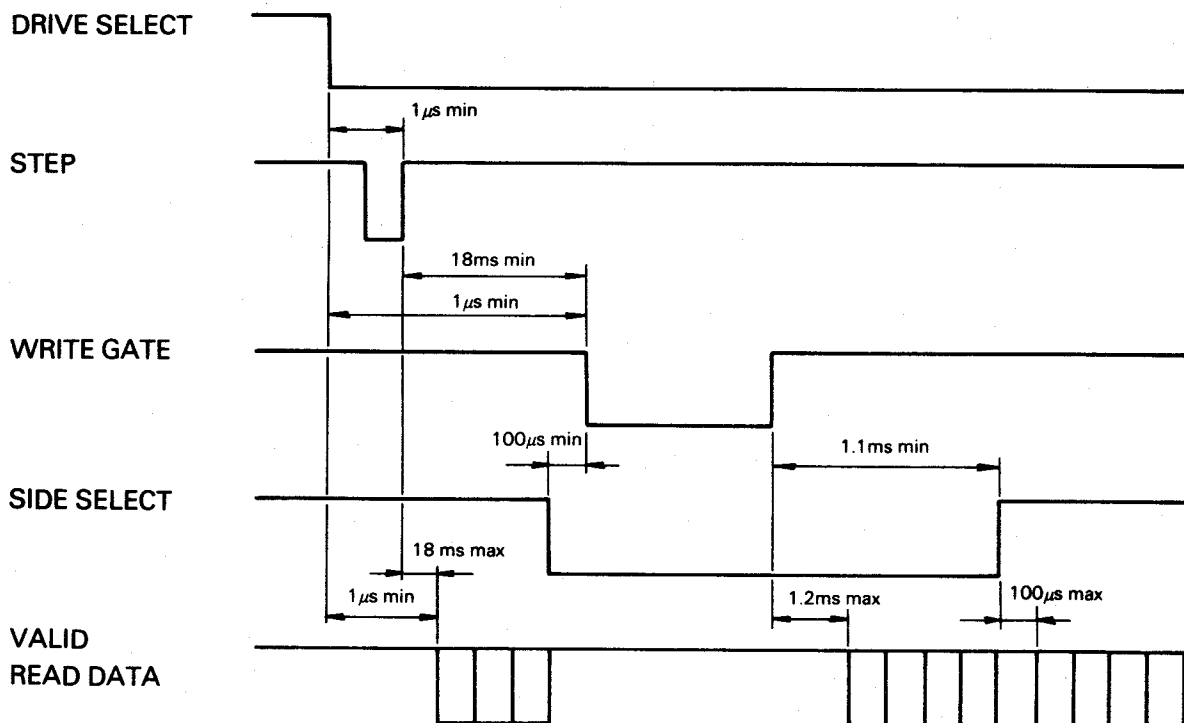 DRIVE SELECT
1μs min
STEP
18ms min
1μs min
WRITE GATE
100μs min
1.1ms min
SIDE SELECT
18 ms max
1μs min
1.2ms max
100μs max
VALID
READ DATA